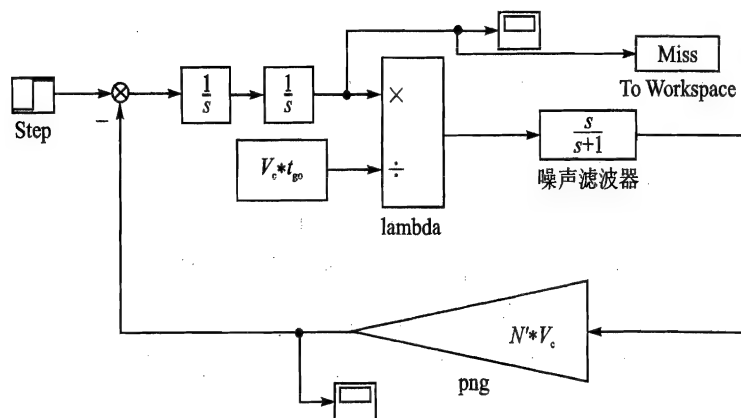 Miss
To Workspace
1/s
1/s
×
Step
−
s/s+1
V_c*t_go
÷
噪声滤波器
lambda
N'*V_c
png